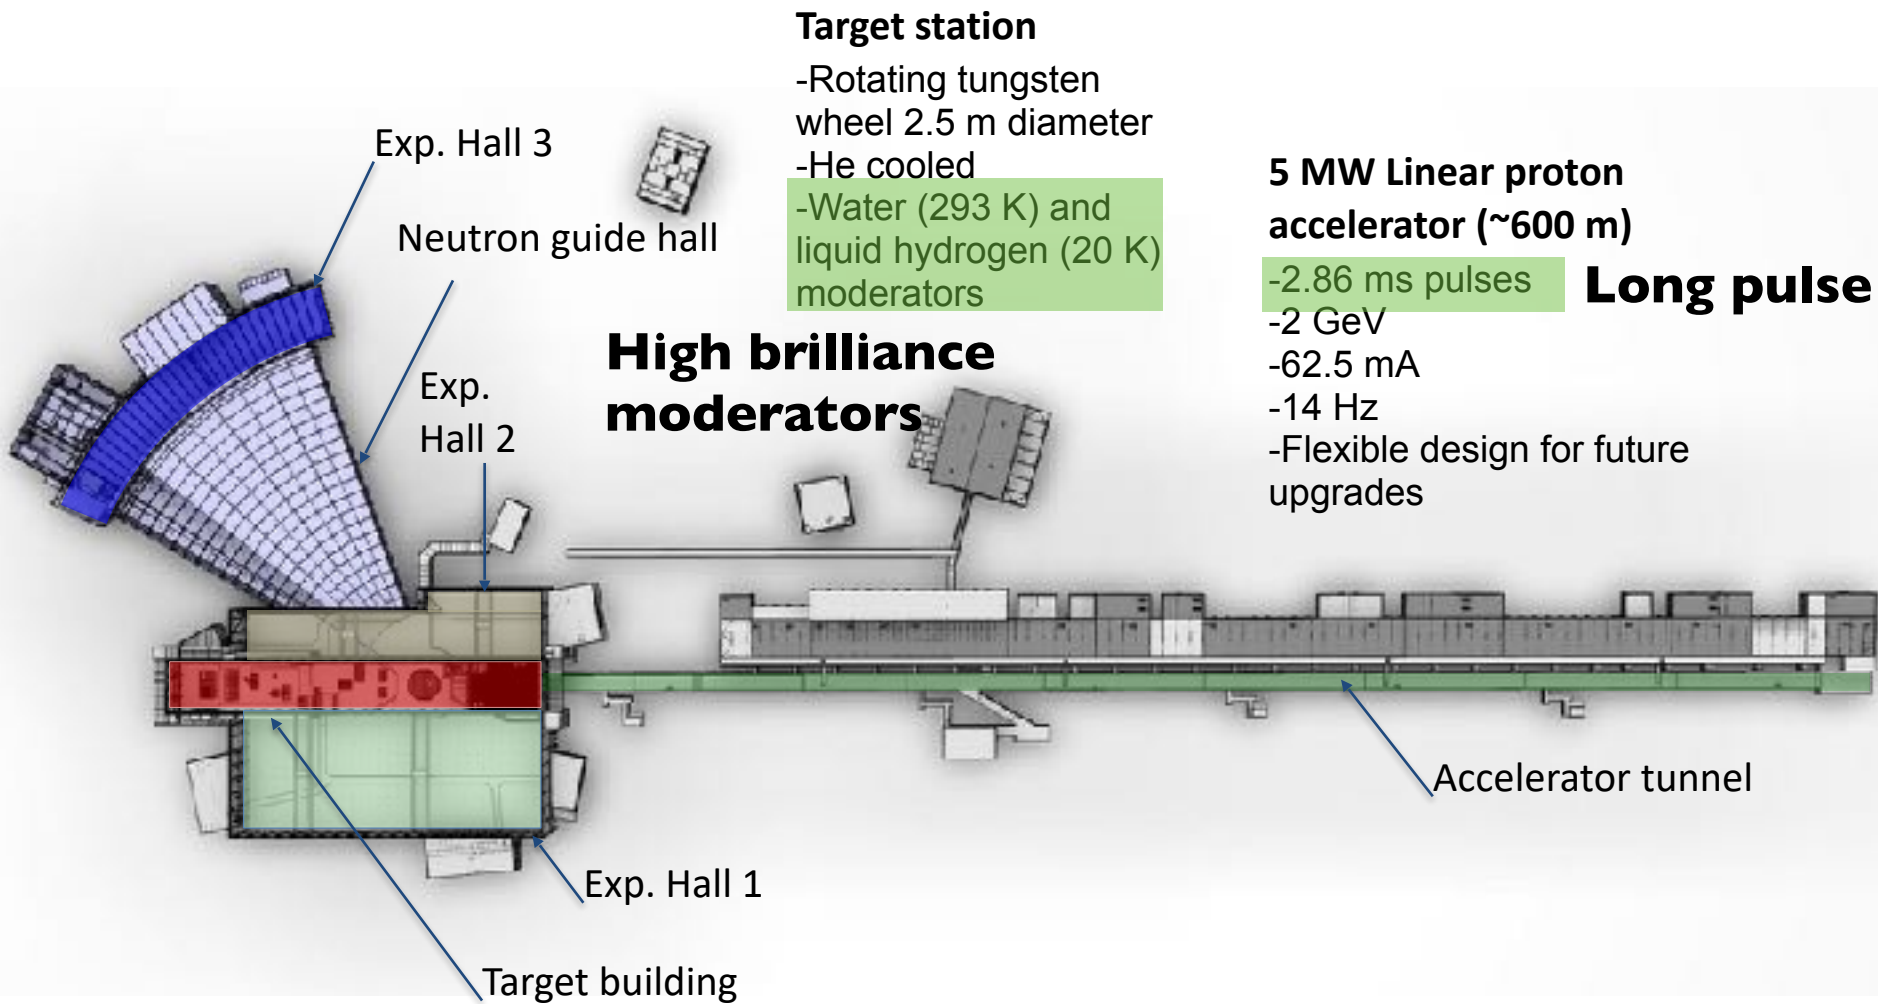 Target station
-Rotating tungsten
wheel 2.5 m diameter
-He cooled
-Water (293 K) and
liquid hydrogen (20 K)
moderators
High brilliance
moderators
5 MW Linear proton
accelerator (~600 m)
-2.86 ms pulses
Long pulse
-2 GeV
-62.5 mA
-14 Hz
-Flexible design for future
upgrades
Exp. Hall 3
Neutron guide hall
Exp.
Hall 2
Accelerator tunnel
Exp. Hall 1
Target building